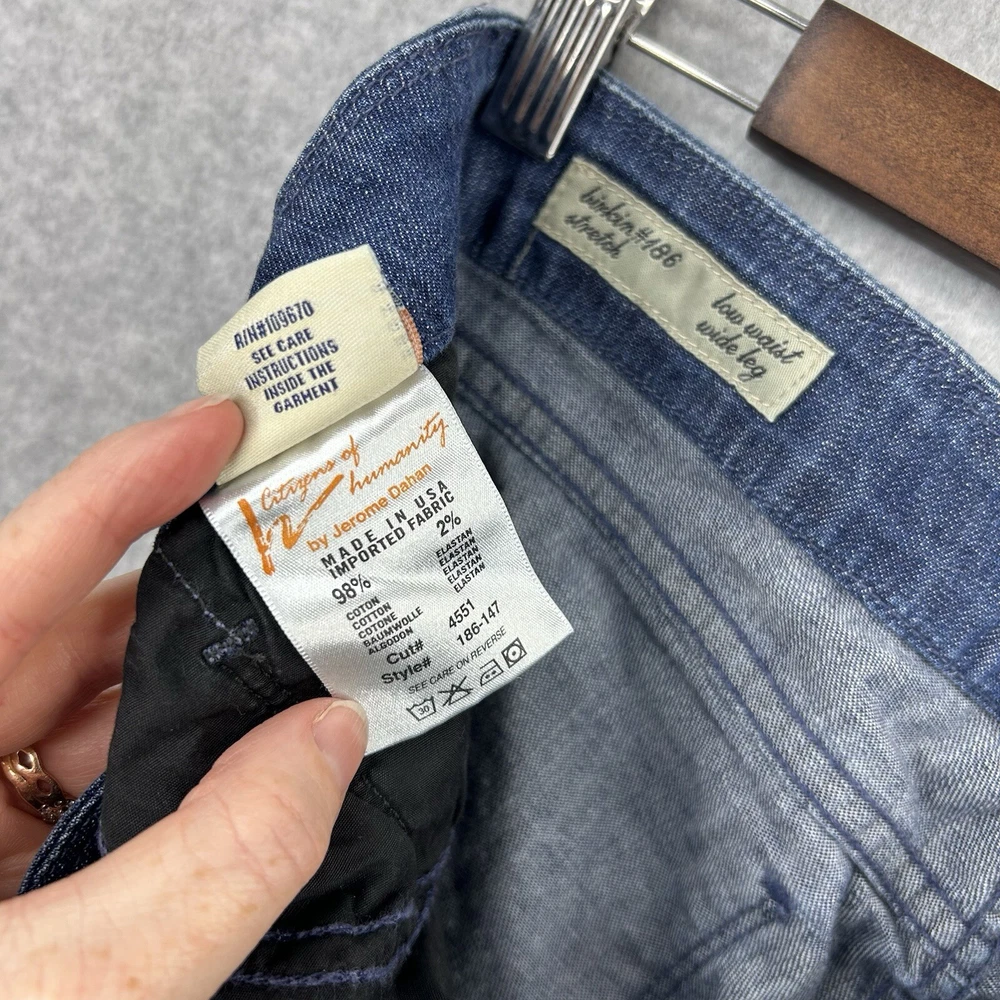 birkin#186
stretch
low waist
wide leg
R/N#109670
SEE CARE
INSTRUCTIONS
INSIDE THE
GARMENT
Citizens of
humanity
by Jerome Dahan
MADE IN USA
IMPORTED FABRIC
98% 2%
COTON ELASTAN
COTTON ELASTAN
COTONE ELASTAN
BAUMWOLLE ELASTAN
ALGODON
Cut# 4551
Style# 186-147
SEE CARE ON REVERSE
30